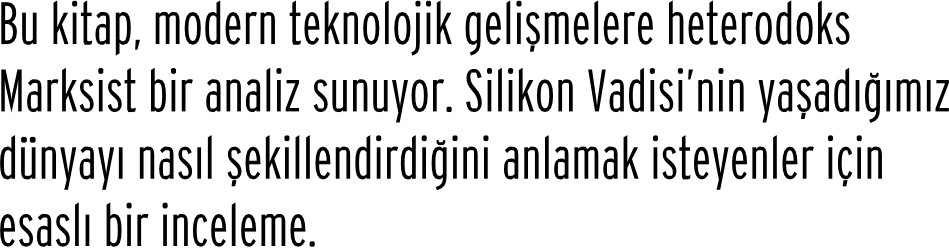 Bu kitap, modern teknolojik gelişmelere heterodoks
Marksist bir analiz sunuyor. Silikon Vadisi’nin yaşadığımız
dünyayı nasıl şekillendirdiğini anlamak isteyenler için
esaslı bir inceleme.